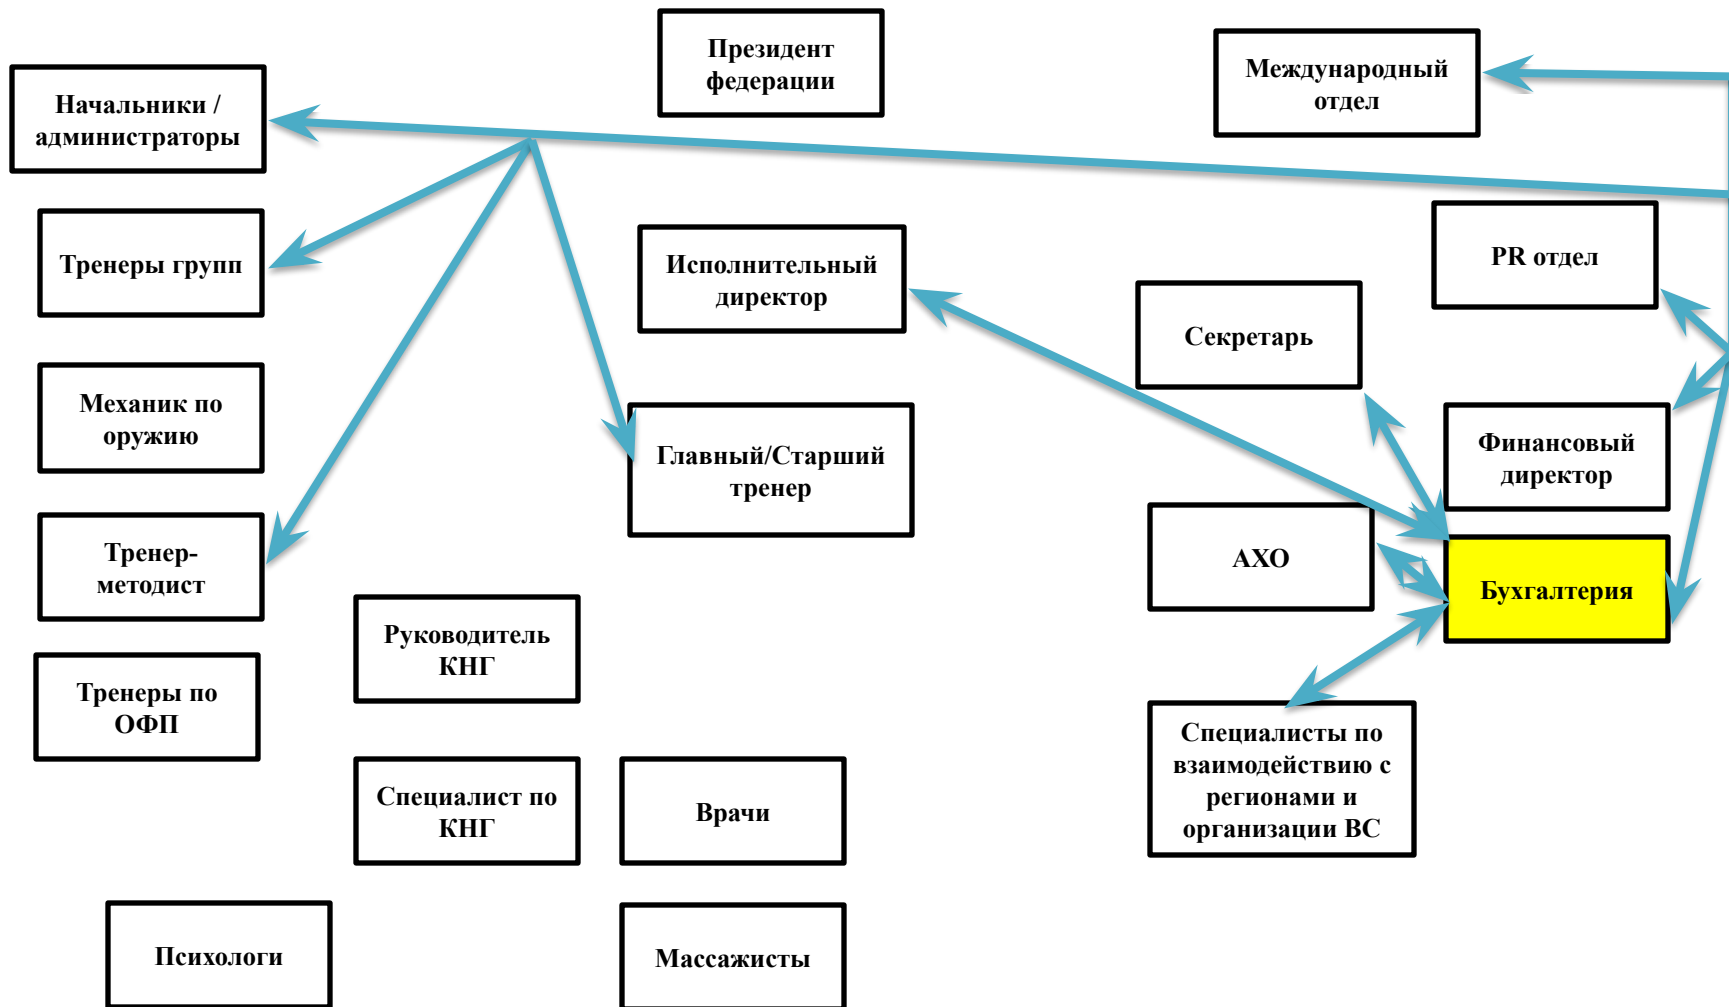 Президент
федерации
Международный
отдел
Начальники /
администраторы
Тренеры групп
Исполнительный
директор
PR отдел
Секретарь
Механик по
оружию
Главный/Старший
тренер
Финансовый
директор
Тренер-
методист
АХО
Бухгалтерия
Руководитель
КНГ
Тренеры по
ОФП
Специалисты по
взаимодействию с
регионами и
организации ВС
Специалист по
КНГ
Врачи
Психологи
Массажисты